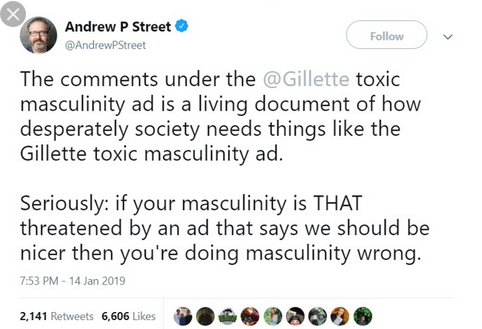 Andrew P Street
@AndrewPStreet
Follow
The comments under the @Gillette toxic
masculinity ad is a living document of how
desperately society needs things like the
Gillette toxic masculinity ad.
Seriously: if your masculinity is THAT
threatened by an ad that says we should be
nicer then you're doing masculinity wrong.
7:53 PM - 14 Jan 2019
2,141 Retweets 6,606 Likes